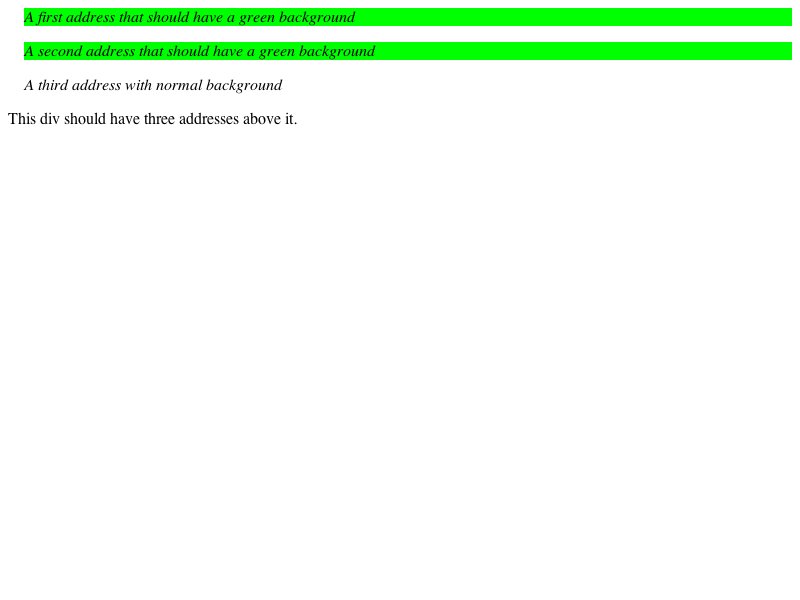 A first address that should have a green background
A second address that should have a green background
A third address with normal background
This div should have three addresses above it.